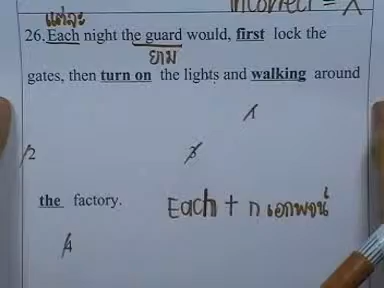 incorrect = X
แต่ละ
26. Each night the guard would, first lock the
ยาม
gates, then turn on the lights and walking around
1
2 3
the factory. Each + n เอกพจน์
4